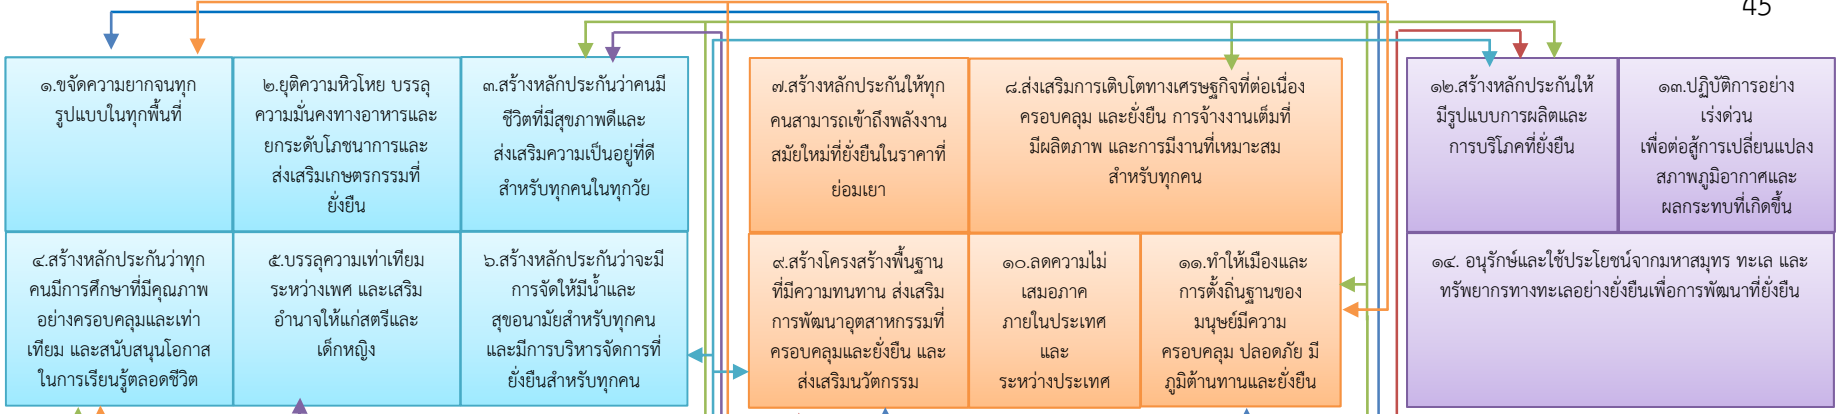 45
๑.ขจัดความยากจนทุก
รูปแบบในทุกพื้นที่
๒.ยุติความหิวโหย บรรลุ
ความมั่นคงทางอาหารและ
ยกระดับโภชนาการและ
ส่งเสริมเกษตรกรรมที่
ยั่งยืน
๓.สร้างหลักประกันว่าคนมี
ชีวิตที่มีสุขภาพดีและ
ส่งเสริมความเป็นอยู่ที่ดี
สำหรับทุกคนในทุกวัย
๗.สร้างหลักประกันให้ทุก
คนสามารถเข้าถึงพลังงาน
สมัยใหม่ที่ยั่งยืนในราคาที่
ย่อมเยา
๘.ส่งเสริมการเติบโตทางเศรษฐกิจที่ต่อเนื่อง
ครอบคลุม และยั่งยืน การจ้างงานเต็มที่
มีผลิตภาพ และการมีงานที่เหมาะสม
สำหรับทุกคน
๑๒.สร้างหลักประกันให้
มีรูปแบบการผลิตและ
การบริโภคที่ยั่งยืน
๑๓.ปฏิบัติการอย่าง
เร่งด่วน
เพื่อต่อสู้การเปลี่ยนแปลง
สภาพภูมิอากาศและ
ผลกระทบที่เกิดขึ้น
๔.สร้างหลักประกันว่าทุก
คนมีการศึกษาที่มีคุณภาพ
อย่างครอบคลุมและเท่า
เทียม และสนับสนุนโอกาส
ในการเรียนรู้ตลอดชีวิต
๕.บรรลุความเท่าเทียม
ระหว่างเพศ และเสริม
อำนาจให้แก่สตรีและ
เด็กหญิง
๖.สร้างหลักประกันว่าจะมี
การจัดให้มีน้ำและ
สุขอนามัยสำหรับทุกคน
และมีการบริหารจัดการที่
ยั่งยืนสำหรับทุกคน
๙.สร้างโครงสร้างพื้นฐาน
ที่มีความทนทาน ส่งเสริม
การพัฒนาอุตสาหกรรมที่
ครอบคลุมและยั่งยืน และ
ส่งเสริมนวัตกรรม
๑๐.ลดความไม่
เสมอภาค
ภายในประเทศ
และ
ระหว่างประเทศ
๑๑.ทำให้เมืองและ
การตั้งถิ่นฐานของ
มนุษย์มีความ
ครอบคลุม ปลอดภัย มี
ภูมิต้านทานและยั่งยืน
๑๔. อนุรักษ์และใช้ประโยชน์จากมหาสมุทร ทะเล และ
ทรัพยากรทางทะเลอย่างยั่งยืนเพื่อการพัฒนาที่ยั่งยืน